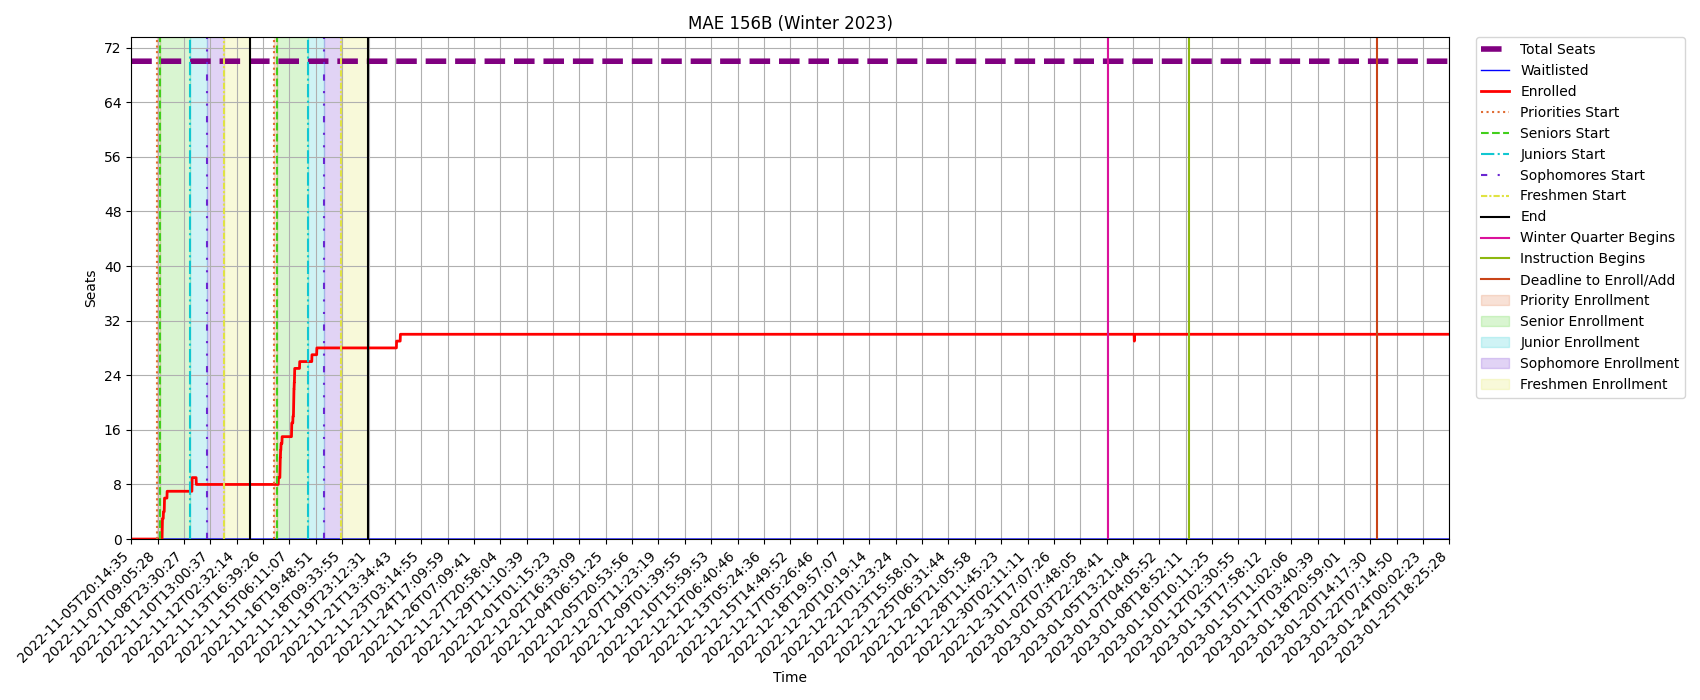 MAE 156B (Winter 2023)
72
64
56
48
40
32
24
16
8
0
Seats
2022-11-05T20:14:35
2022-11-07T09:05:28
2022-11-08T23:30:27
2022-11-10T13:00:37
2022-11-12T02:32:14
2022-11-13T16:39:26
2022-11-15T06:11:07
2022-11-16T19:48:51
2022-11-18T09:33:55
2022-11-19T23:12:31
2022-11-21T13:34:43
2022-11-23T03:14:55
2022-11-24T17:09:59
2022-11-26T07:09:41
2022-11-27T20:58:04
2022-11-29T11:10:39
2022-12-01T01:15:23
2022-12-02T16:33:09
2022-12-04T06:51:25
2022-12-05T20:53:56
2022-12-07T11:23:19
2022-12-09T01:39:55
2022-12-10T15:59:53
2022-12-12T06:40:46
2022-12-13T05:24:36
2022-12-15T14:49:52
2022-12-17T05:26:46
2022-12-18T19:57:07
2022-12-20T10:19:14
2022-12-22T01:23:24
2022-12-23T15:58:01
2022-12-25T06:31:44
2022-12-26T21:05:58
2022-12-28T11:45:23
2022-12-30T02:11:11
2022-12-31T17:07:26
2023-01-02T07:48:05
2023-01-03T22:28:41
2023-01-05T13:21:04
2023-01-07T04:05:52
2023-01-08T18:52:11
2023-01-10T10:11:25
2023-01-12T02:30:55
2023-01-13T17:58:12
2023-01-15T11:02:06
2023-01-17T03:40:39
2023-01-18T20:59:01
2023-01-20T14:17:30
2023-01-22T07:14:50
2023-01-24T00:02:23
2023-01-25T18:25:28
Time
Total Seats
Waitlisted
Enrolled
Priorities Start
Seniors Start
Juniors Start
Sophomores Start
Freshmen Start
End
Winter Quarter Begins
Instruction Begins
Deadline to Enroll/Add
Priority Enrollment
Senior Enrollment
Junior Enrollment
Sophomore Enrollment
Freshmen Enrollment